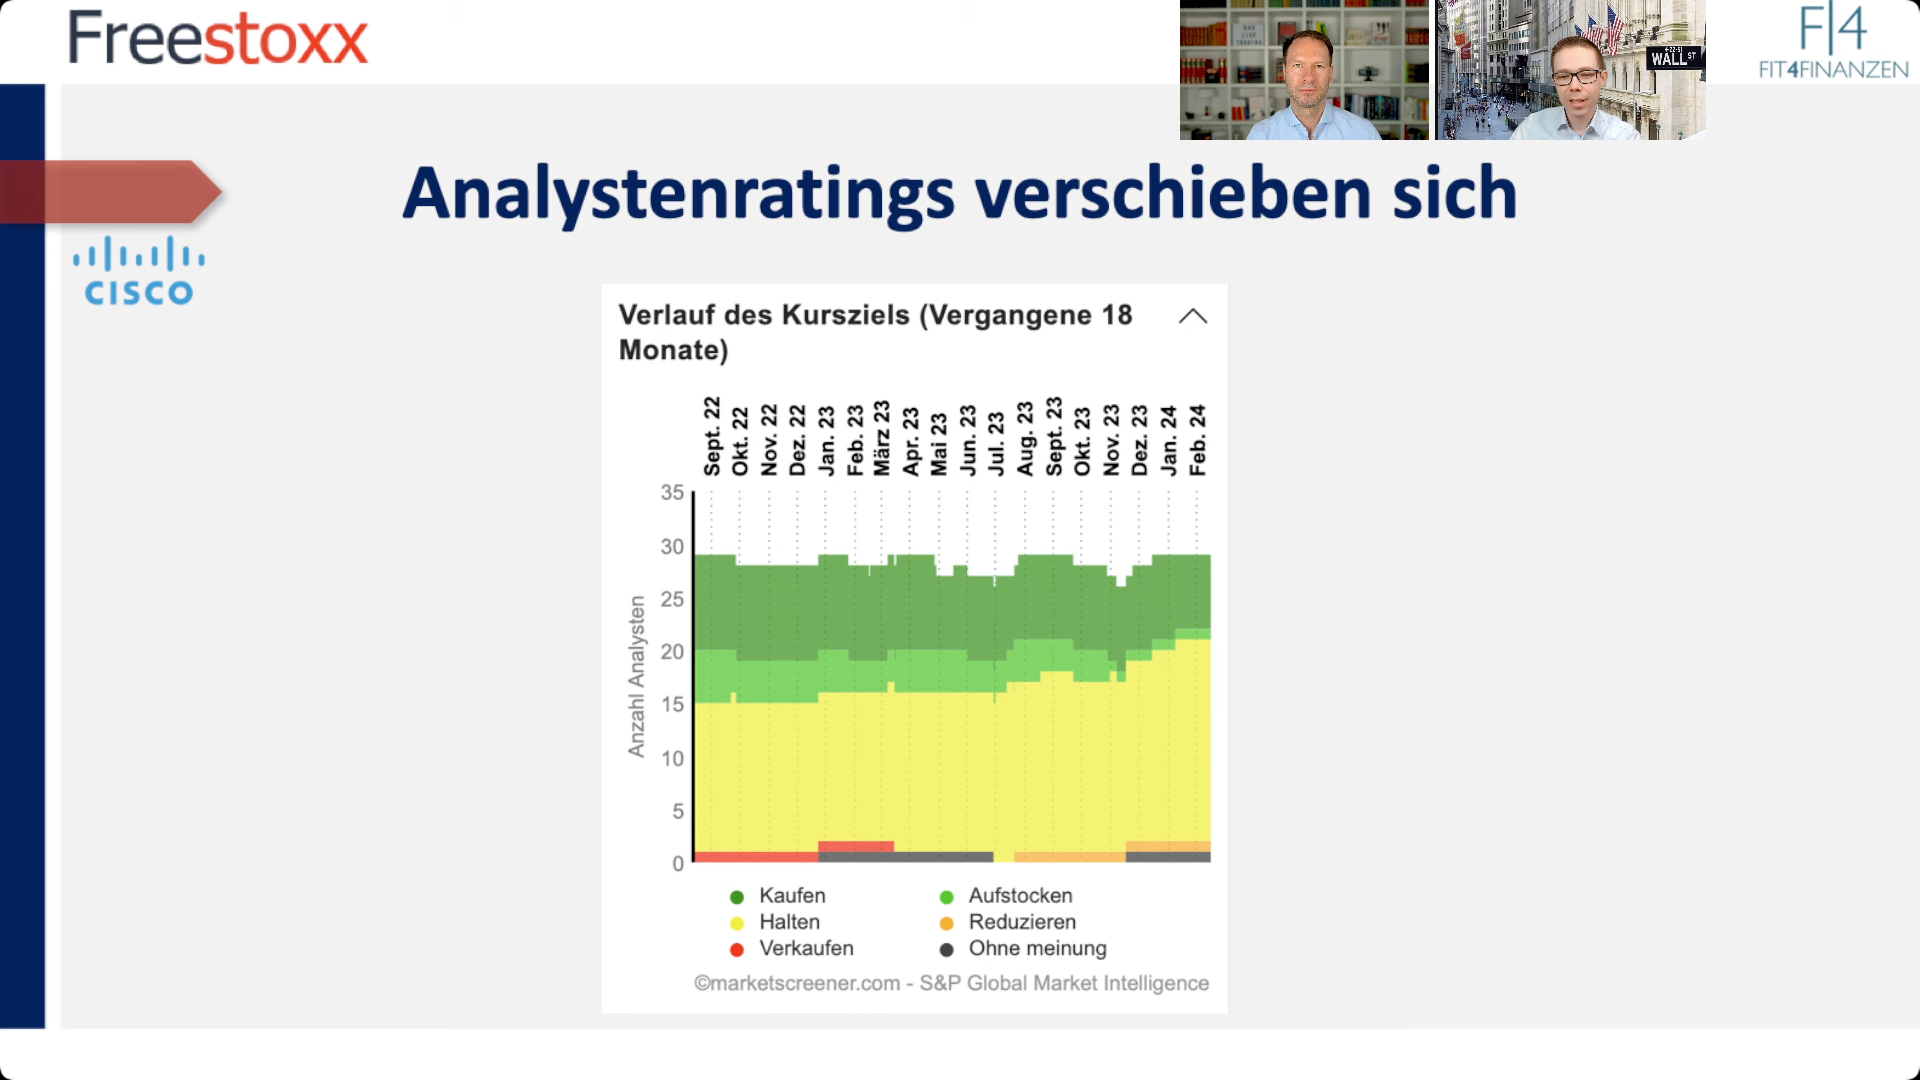 Freestoxx
WALL ST
F|4
FIT4FINANZEN
Analystenratings verschieben sich
CISCO
Verlauf des Kursziels (Vergangene 18
Monate)
Sept. 22
Okt. 22
Nov. 22
Dez. 22
Jan. 23
Feb. 23
März 23
Apr. 23
Mai 23
Jun. 23
Jul. 23
Aug. 23
Sept. 23
Okt. 23
Nov. 23
Dez. 23
Jan. 24
Feb. 24
Anzahl Analysten
35
30
25
20
15
10
5
0
Kaufen
Aufstocken
Halten
Reduzieren
Verkaufen
Ohne meinung
©marketscreener.com - S&P Global Market Intelligence